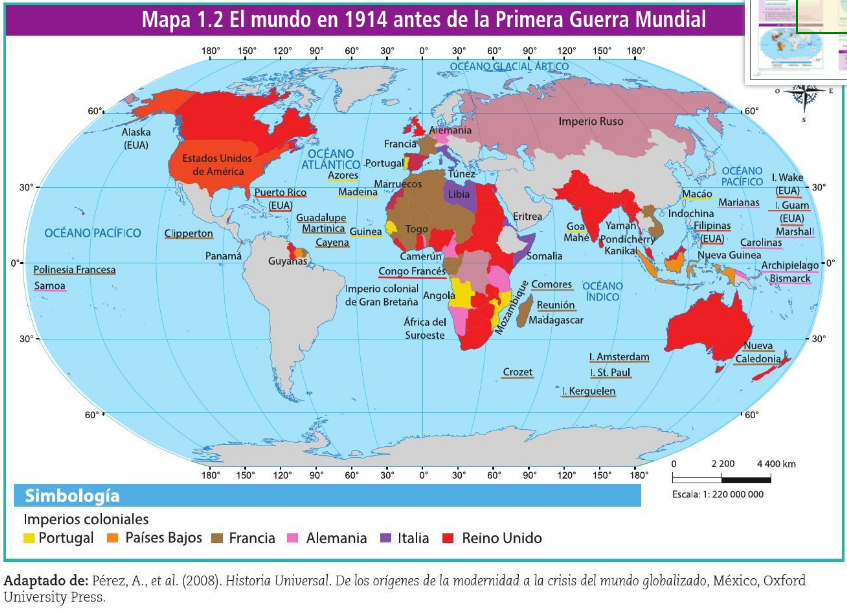 Mapa 1.2 El mundo en 1914 antes de la Primera Guerra Mundial
180° 150° 120° 90° 60° 30° 0° 30° 60° 90° 120° 150° 180°
OCÉANO GLACIAL ÁRTICO
O E
S
60° 60°
Alaska
(EUA)
Estados Unidos
de América
OCÉANO
ATLÁNTICO
Azores
Madeina
Francia
Alemania
Portugal
Imperio Ruso
Túnez
Marruecos
Libia
30° 30°
Puerto Rico
(EUA)
Guadalupe
Martinica
Cayena
Guinea
Togo
Eritrea
OCÉANO
PACÍFICO
I. Wake
(EUA)
Macáo
Marianas
I. Guam
(EUA)
Marshall
Indochina
Filipinas
(EUA)
Goa
Mahé
Yaman
Pondicherry
Kanikal
Carolinas
OCÉANO PACÍFICO
Clipperton
Panamá
Guyanas
Camerún
Congo Francés
Somalia
Nueva Guinea
Archipielago
Bismarck
0° 0°
Polinesia Francesa
Samoa
Imperio colonial
de Gran Bretaña
Angola
Mozambique
Comores
Reunión
Madagascar
OCÉANO
ÍNDICO
África del
Suroeste
30° 30°
Nueva
Caledonia
I. Amsterdam
I. St. Paul
Crozet
I. Kerguelen
60° 60°
180° 150° 120° 90° 60° 30° 0° 30° 60° 90° 120° 150° 180°
0 2 200 4 400 km
Escala: 1: 220 000 000
Simbología
Imperios coloniales
Portugal Países Bajos Francia Alemania Italia Reino Unido
Adaptado de: Pérez, A., et al. (2008). Historia Universal. De los orígenes de la modernidad a la crisis del mundo globalizado, México, Oxford
University Press.